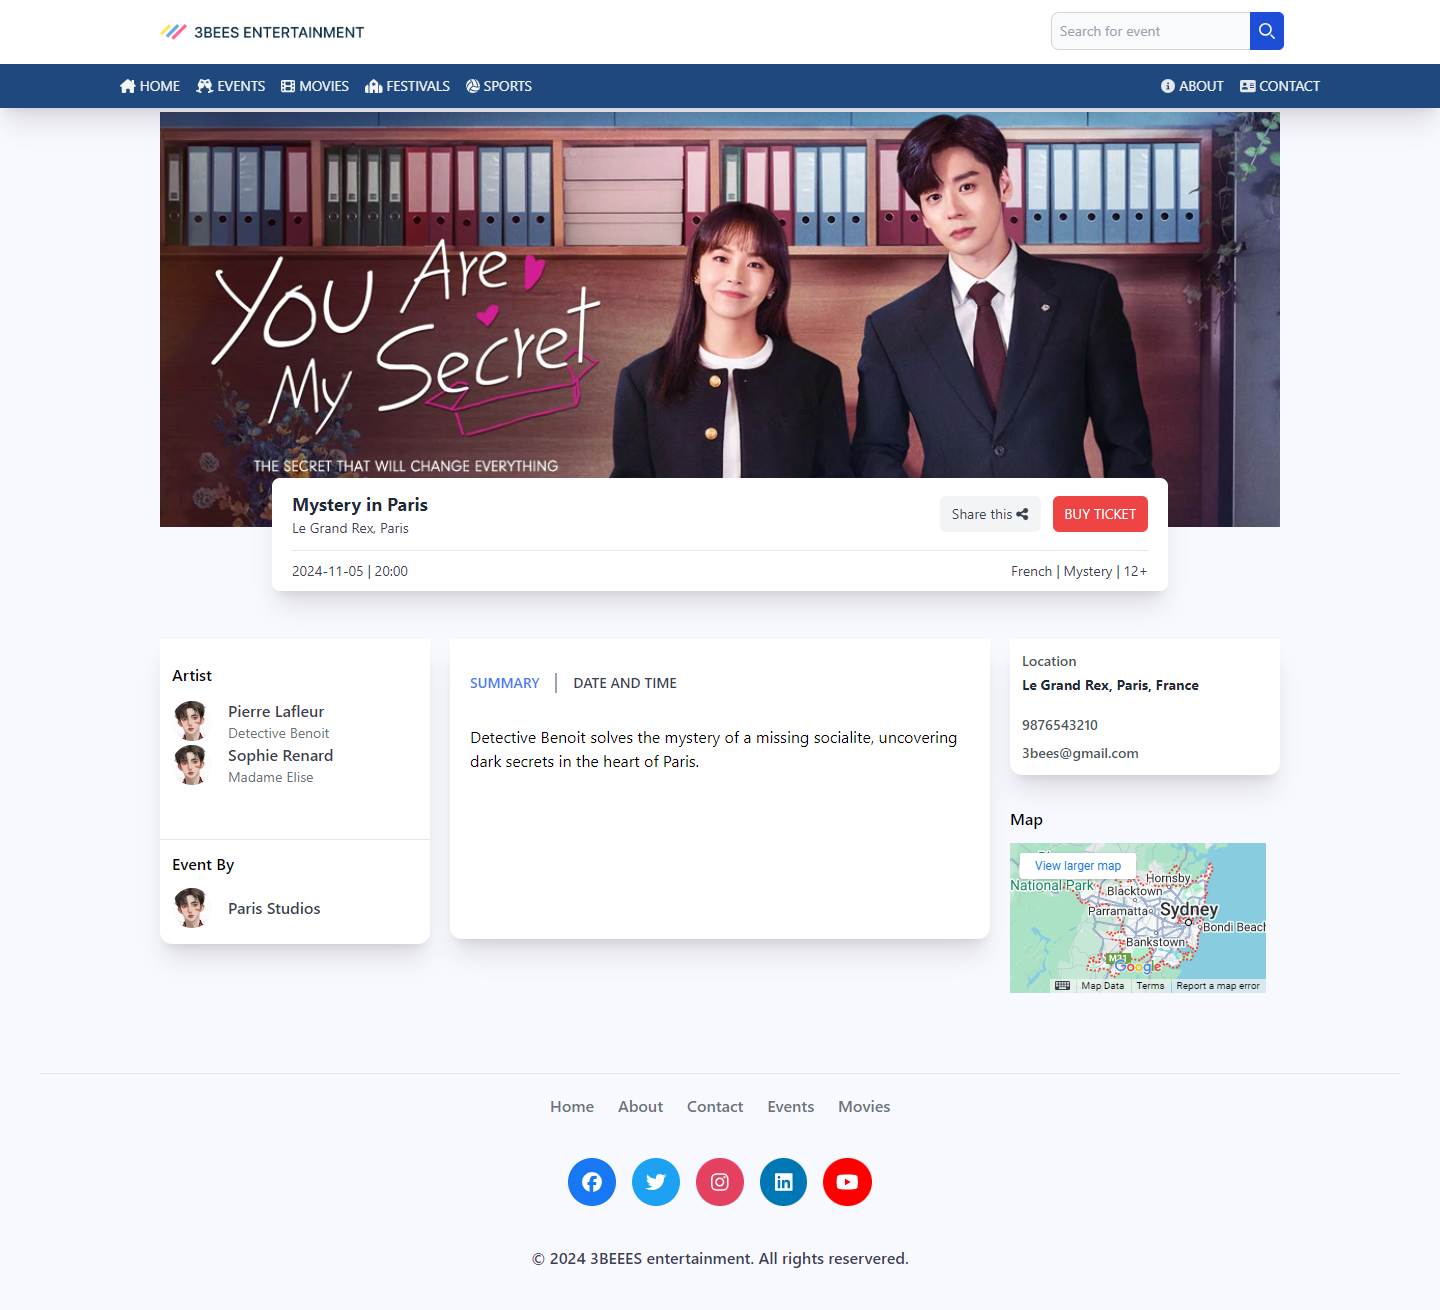 3BEES ENTERTAINMENT
Search for event
HOME EVENTS MOVIES FESTIVALS SPORTS ABOUT CONTACT
You Are
My Secret
THE SECRET THAT WILL CHANGE EVERYTHING
Mystery in Paris
Le Grand Rex, Paris
Share this
BUY TICKET
2024-11-05 | 20:00
French | Mystery | 12+
Artist
Pierre Lafleur
Detective Benoit
Sophie Renard
Madame Elise
Event By
Paris Studios
SUMMARY
DATE AND TIME
Detective Benoit solves the mystery of a missing socialite, uncovering
dark secrets in the heart of Paris.
Location
Le Grand Rex, Paris, France
9876543210
3bees@gmail.com
Map
View larger map
National Park
Hornsby
Blacktown
Parramatta
Sydney
Bondi Beach
Bankstown
Google
Map Data
Terms
Report a map error
Home About Contact Events Movies
© 2024 3BEEES entertainment. All rights reservered.